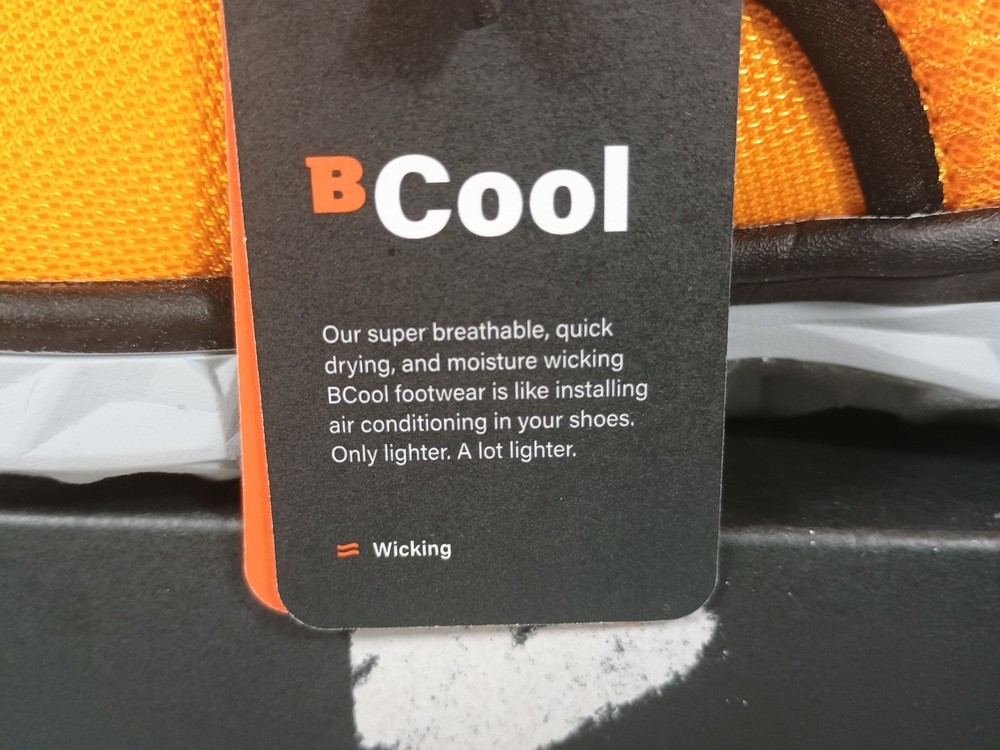 BCool
Our super breathable, quick
drying, and moisture wicking
BCool footwear is like installing
air conditioning in your shoes.
Only lighter. A lot lighter.
Wicking